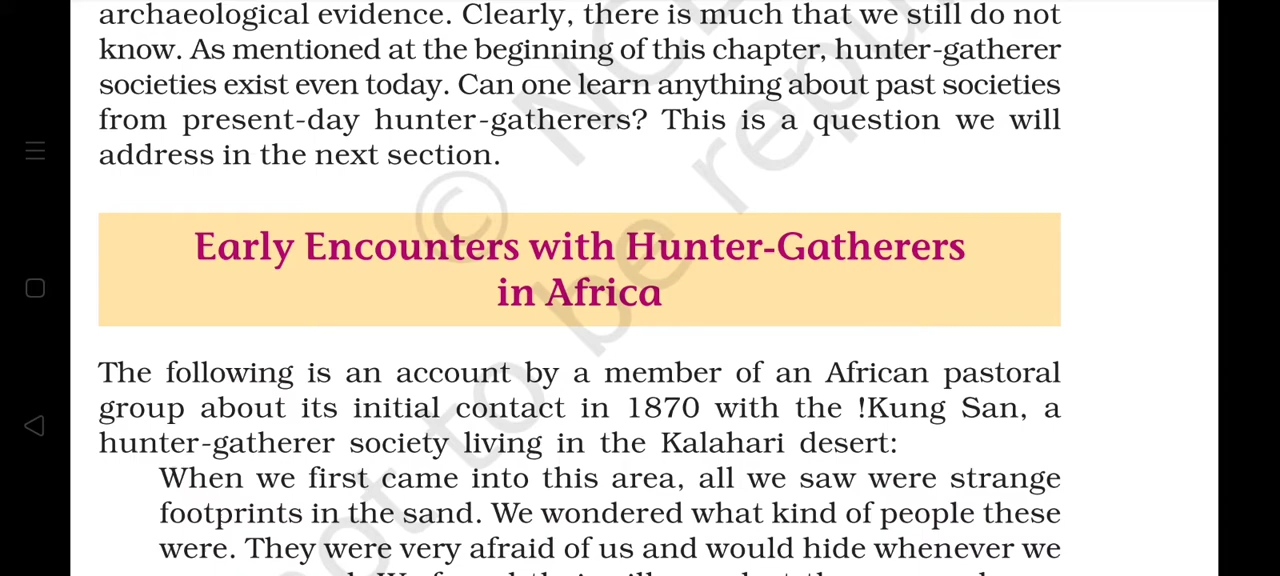 archaeological evidence. Clearly, there is much that we still do not
know. As mentioned at the beginning of this chapter, hunter-gatherer
societies exist even today. Can one learn anything about past societies
from present-day hunter-gatherers? This is a question we will
address in the next section.
Early Encounters with Hunter-Gatherers
in Africa
The following is an account by a member of an African pastoral
group about its initial contact in 1870 with the !Kung San, a
hunter-gatherer society living in the Kalahari desert:
When we first came into this area, all we saw were strange
footprints in the sand. We wondered what kind of people these
were. They were very afraid of us and would hide whenever we